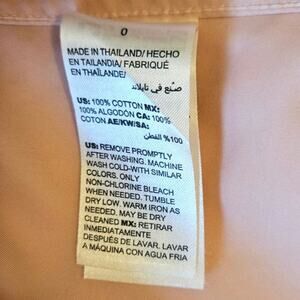 0
MADE IN THAILAND/ HECHO
EN TAILANDIA/ FABRIQUÉ
EN THAÏLANDE/
صنع في تايلاند
US: 100% COTTON MX:
100% ALGODÓN CA: 100%
COTON AE/KW/SA:
%100 القطن
US: REMOVE PROMPTLY
AFTER WASHING. MACHINE
WASH COLD-WITH SIMILAR
COLORS. ONLY
NON-CHLORINE BLEACH
WHEN NEEDED. TUMBLE
DRY LOW. WARM IRON AS
NEEDED. MAY BE DRY
CLEANED MX: RETIRAR
INMEDIATAMENTE
DESPUÉS DE LAVAR. LAVAR
A MÁQUINA CON AGUA FRIA